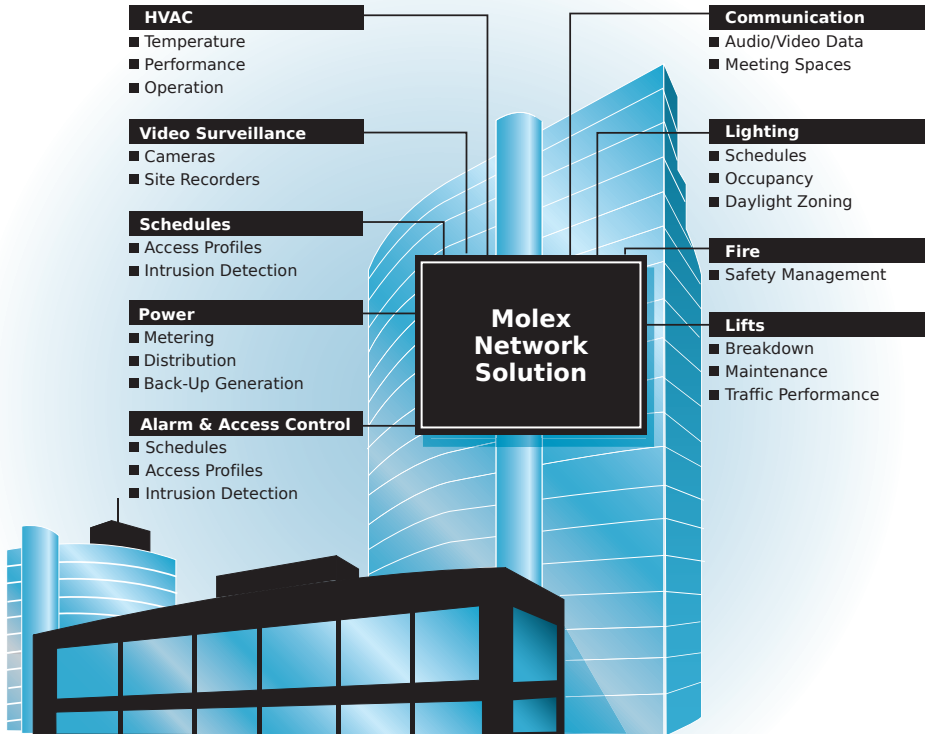 HVAC
Temperature
Performance
Operation
Video Surveillance
Cameras
Site Recorders
Schedules
Access Profiles
Intrusion Detection
Power
Metering
Distribution
Back-Up Generation
Alarm & Access Control
Schedules
Access Profiles
Intrusion Detection
Molex
Network
Solution
Communication
Audio/Video Data
Meeting Spaces
Lighting
Schedules
Occupancy
Daylight Zoning
Fire
Safety Management
Lifts
Breakdown
Maintenance
Traffic Performance